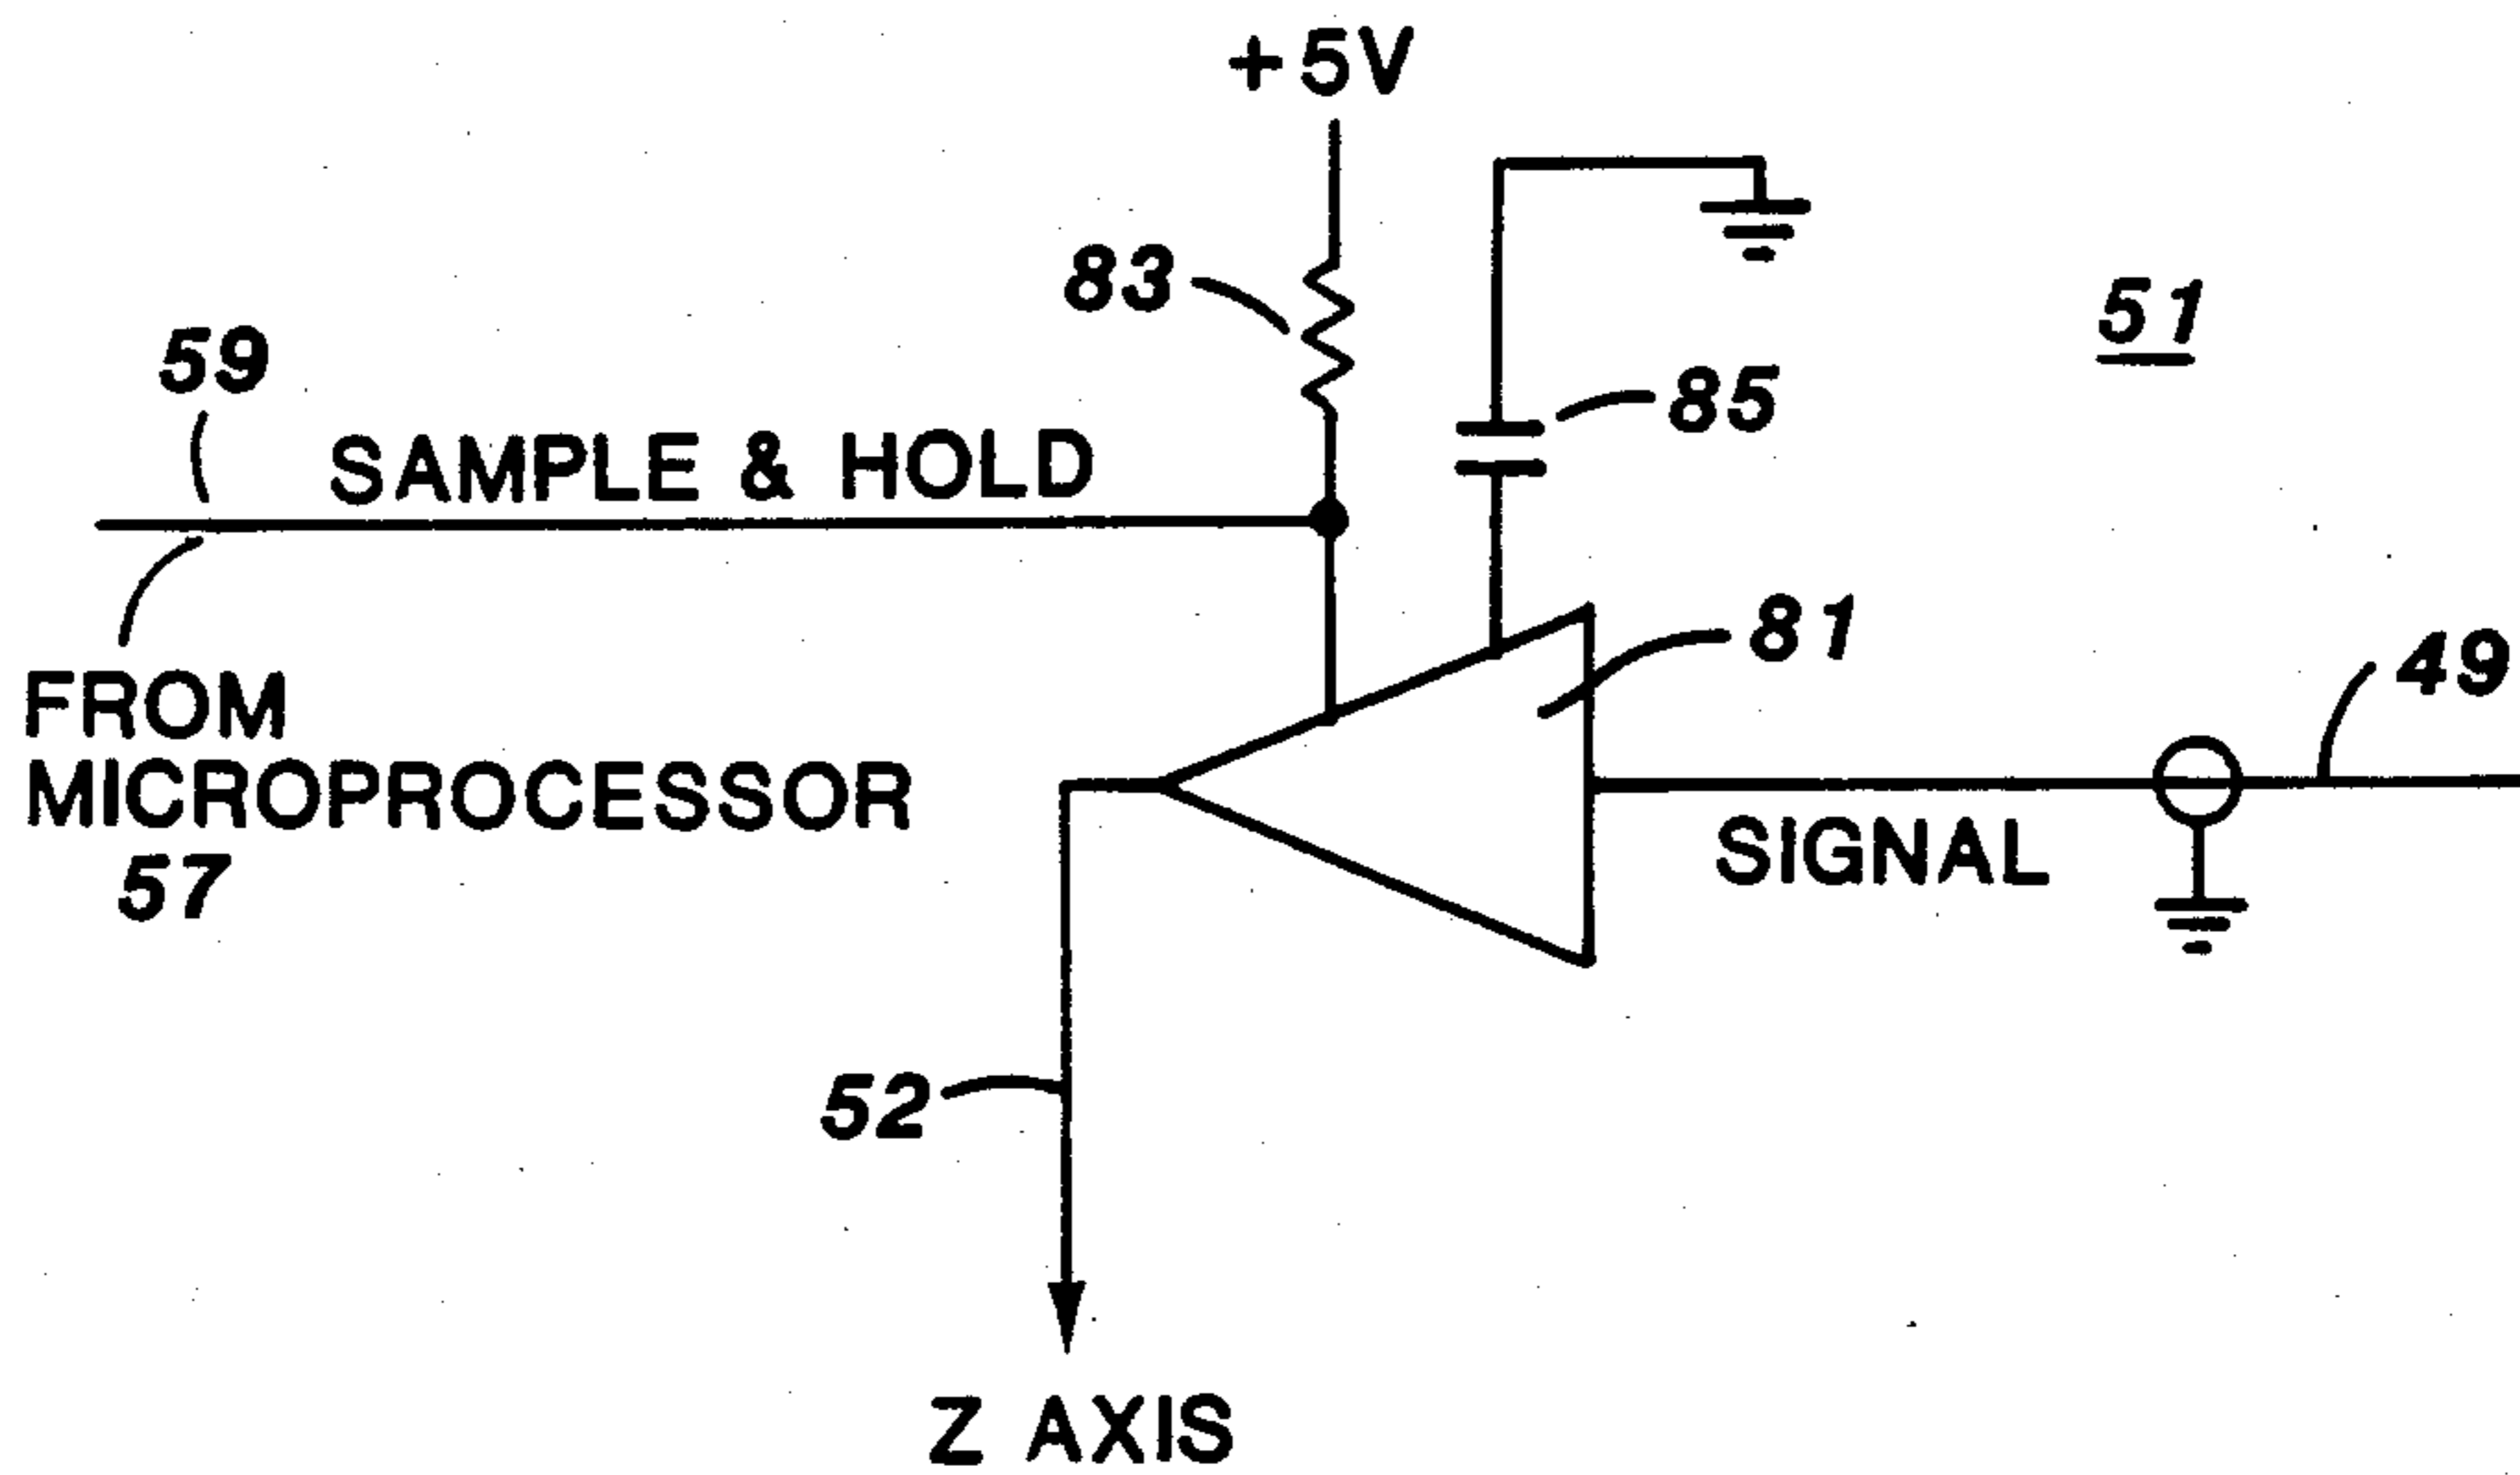 +5V
83
51
59
85
SAMPLE & HOLD
81
49
FROM
MICROPROCESSOR
57
SIGNAL
52
Z AXIS